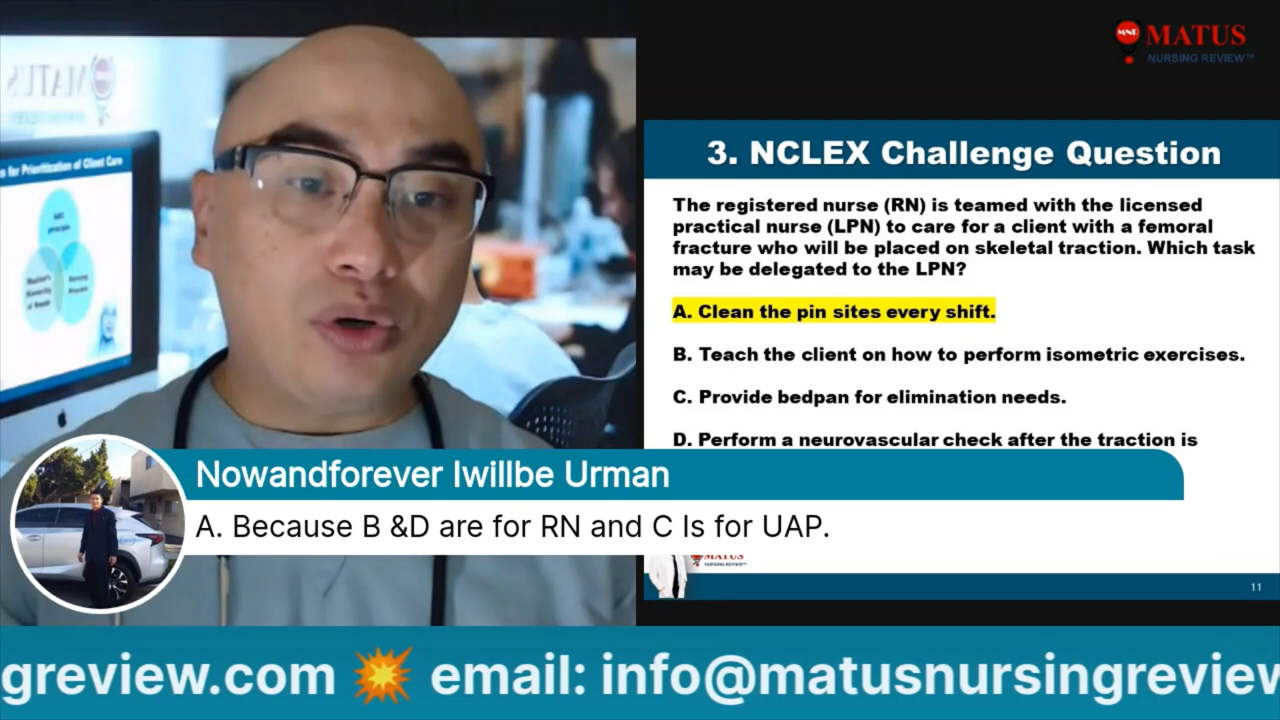 MATUS
NURSING REVIEW™
3. NCLEX Challenge Question
The registered nurse (RN) is teamed with the licensed
practical nurse (LPN) to care for a client with a femoral
fracture who will be placed on skeletal traction. Which task
may be delegated to the LPN?
A. Clean the pin sites every shift.
B. Teach the client on how to perform isometric exercises.
C. Provide bedpan for elimination needs.
D. Perform a neurovascular check after the traction is
Nowandforever Iwillbe Urman
A. Because B &D are for RN and C Is for UAP.
MATUS
NURSING REVIEW™
11
greview.com 💥 email: info@matusnursingreview